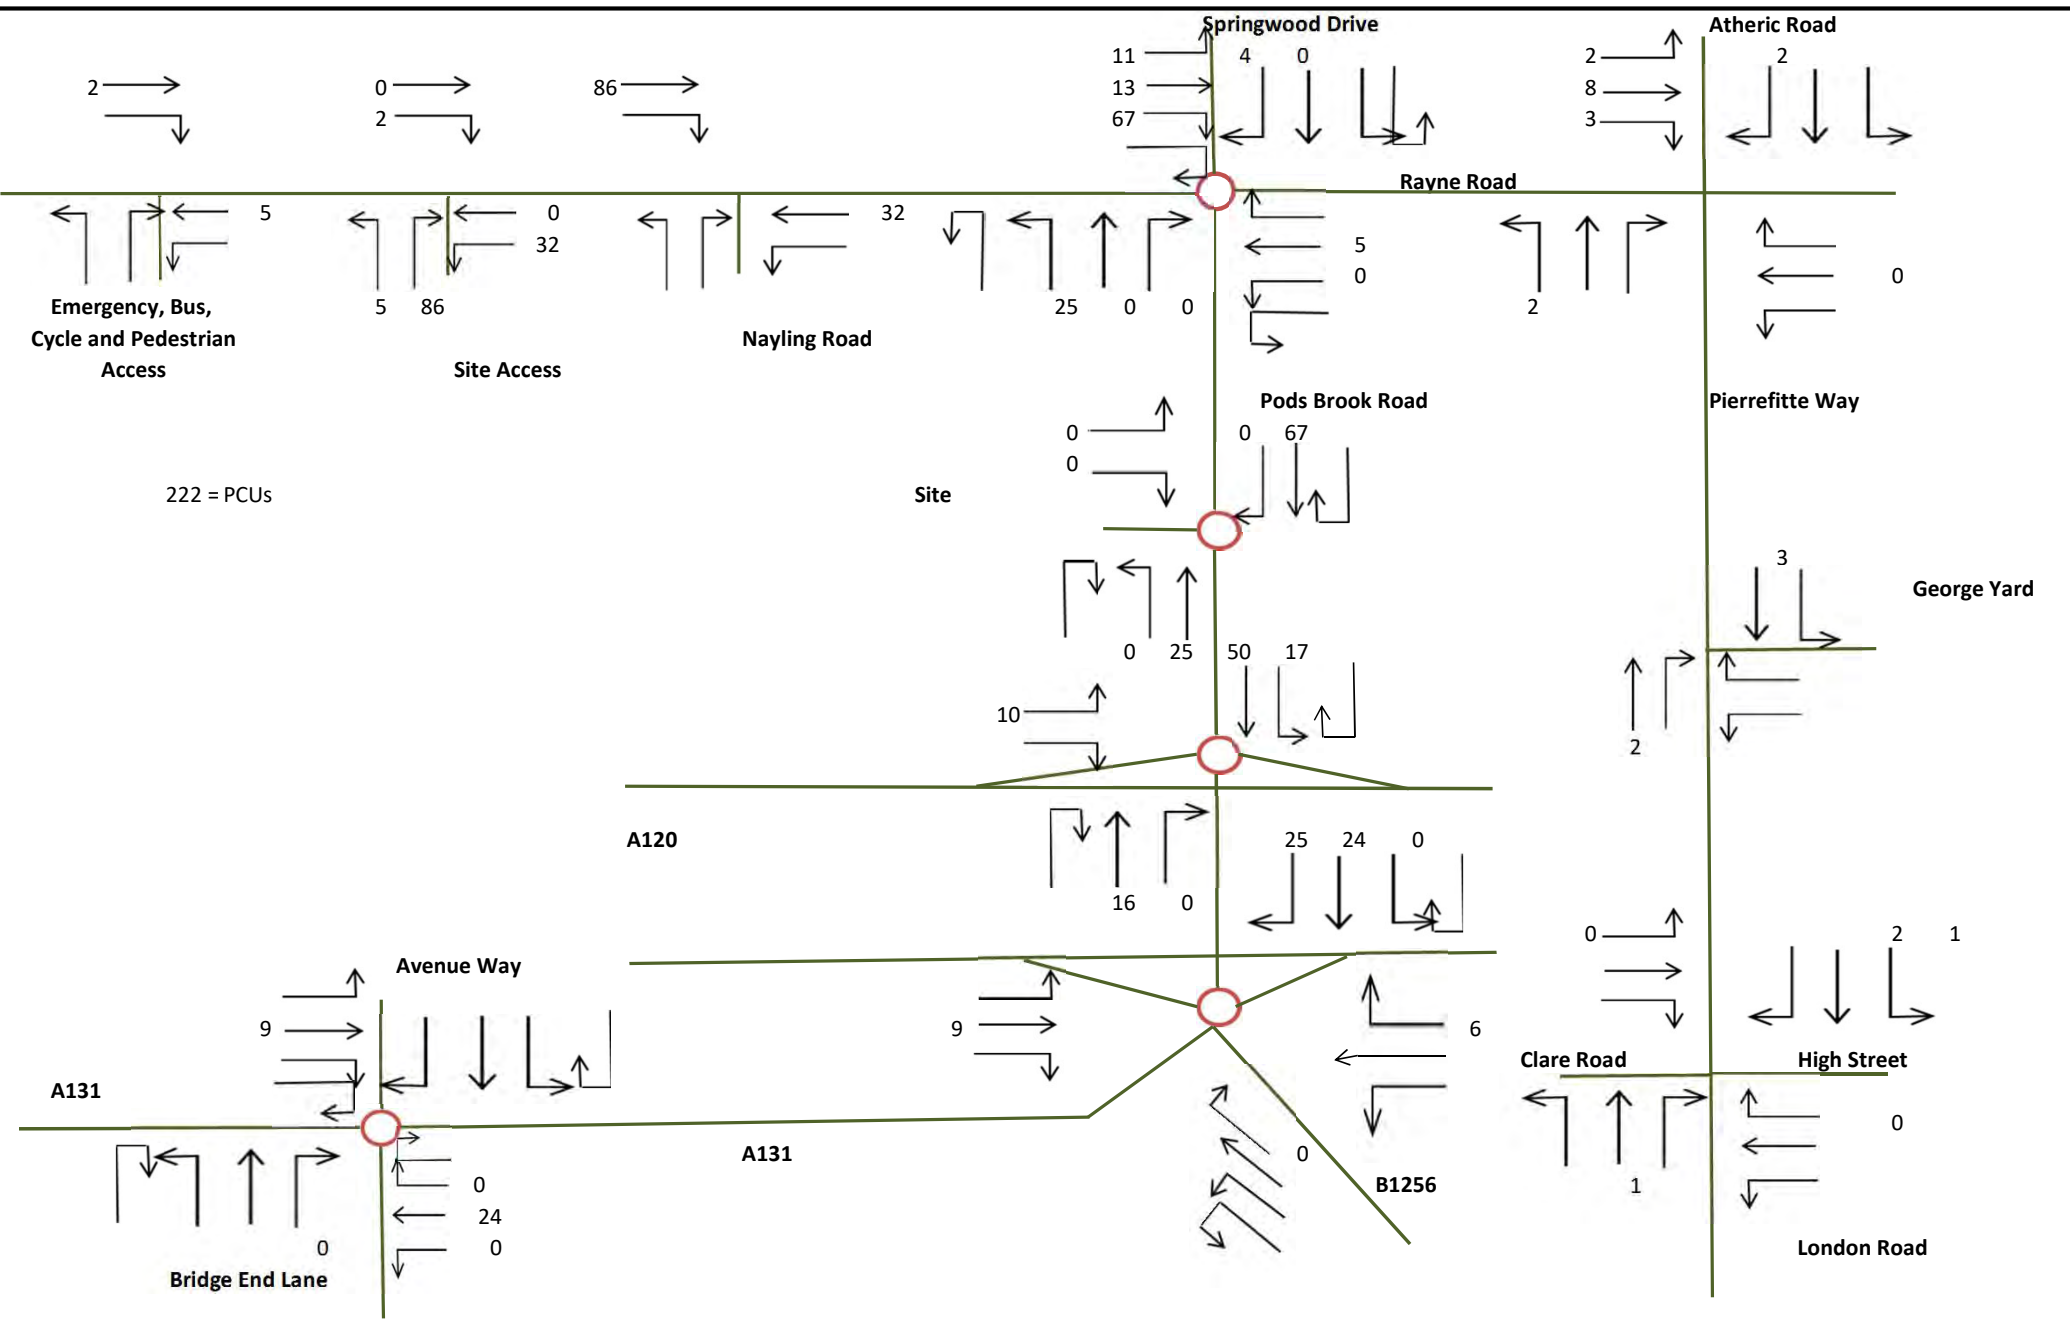 Springwood Drive
Atheric Road
11
4
0
2
2
2
0
86
13
8
2
67
3
Rayne Road
5
0
32
32
5
0
0
5
86
25
0
0
2
Emergency, Bus,
Cycle and Pedestrian
Access
Site Access
Nayling Road
Pods Brook Road
Pierrefitte Way
0
0
67
0
222 = PCUs
Site
3
George Yard
0
25
50
17
10
2
A120
25
24
0
16
0
0
2
1
Avenue Way
9
9
6
Clare Road
High Street
A131
0
A131
0
B1256
1
0
24
0
0
London Road
Bridge End Lane